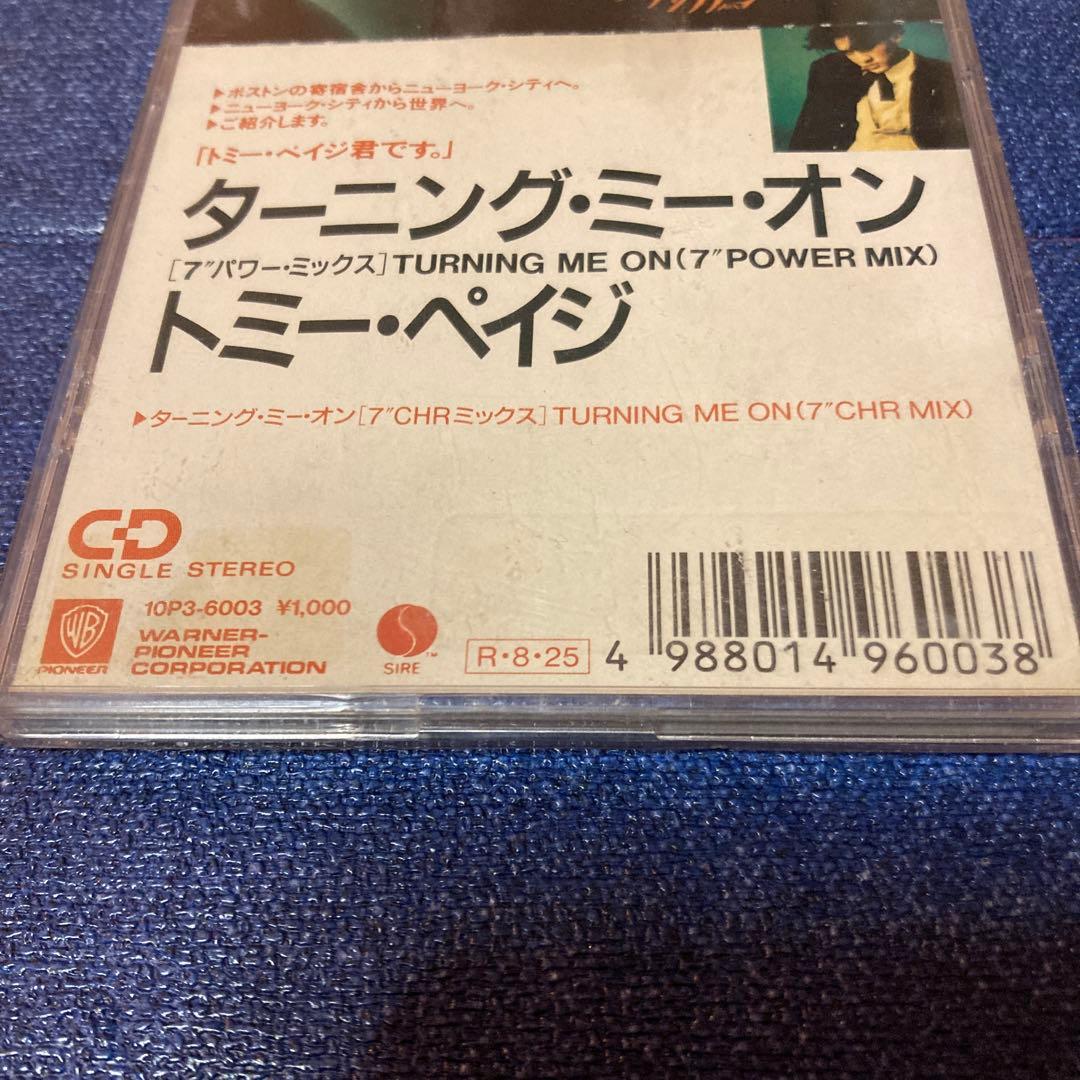 ▶ボストンの寄宿舎からニューヨーク・シティへ。
▶ニューヨーク・シティから世界へ。
▶ご紹介します。
「トミー・ペイジ君です。」
ターニング・ミー・オン
[7"パワー・ミックス] TURNING ME ON (7"POWER MIX)
トミー・ペイジ
▶ターニング・ミー・オン[7"CHRミックス] TURNING ME ON (7"CHR MIX)
CD
SINGLE STEREO
10P3-6003 ¥1,000
WB
PIONEER
WARNER-
PIONEER
CORPORATION
S
SIRE ™
R・8・25
4 988014 960038